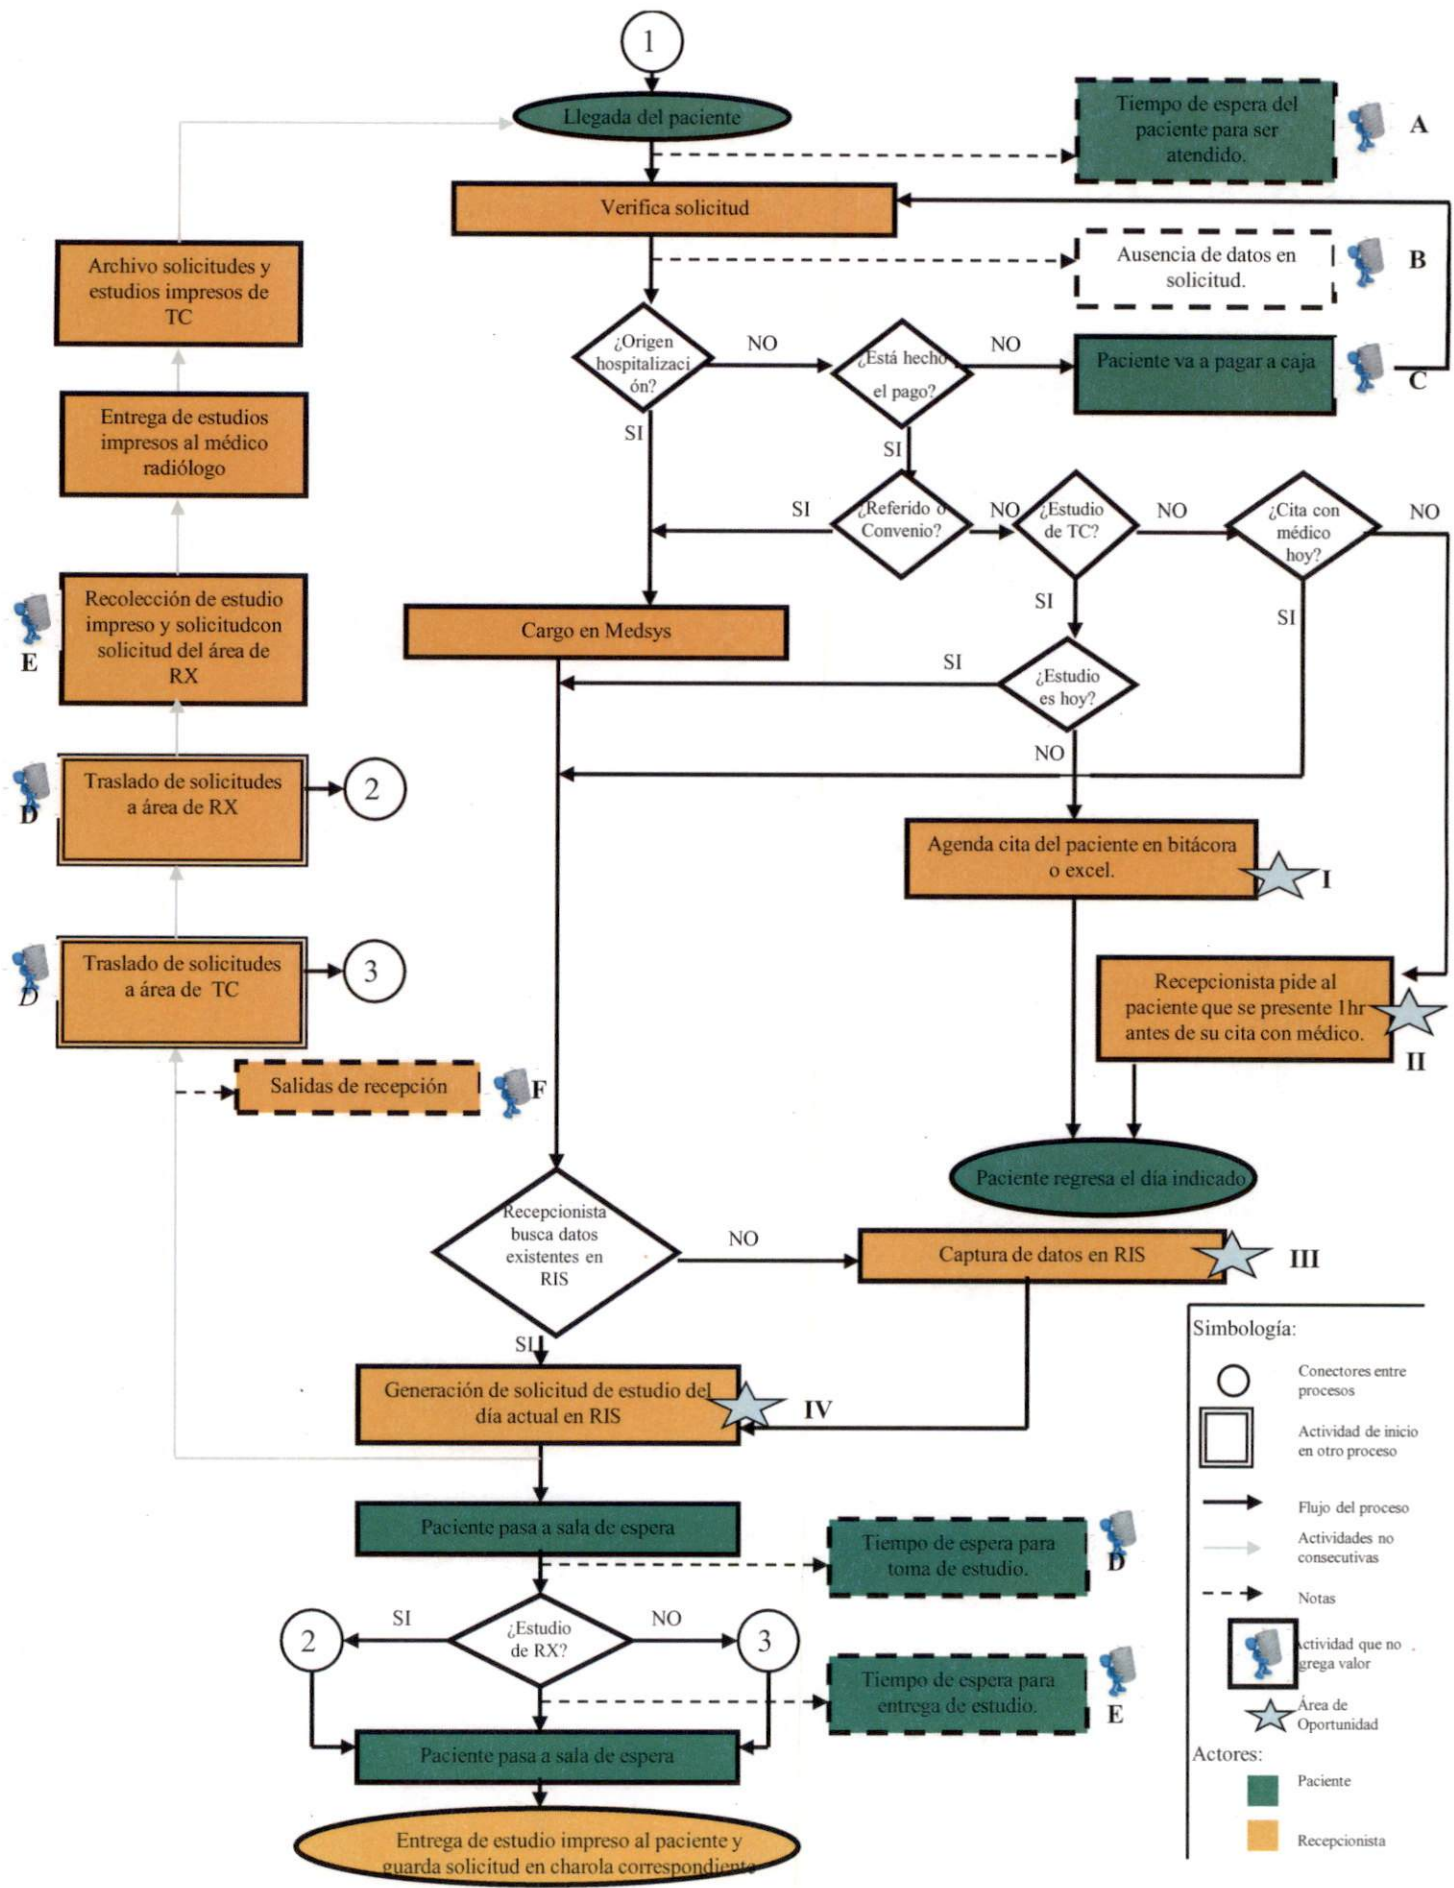 1
Llegada del paciente
Tiempo de espera del
paciente para ser
atendido.
A
Verifica solicitud
Ausencia de datos en
solicitud.
B
Archivo solicitudes y
estudios impresos de
TC
¿Origen
hospitalizaci
ón?
NO
¿Está hecho
el pago?
NO
Paciente va a pagar a caja
C
Entrega de estudios
impresos al médico
radiólogo
SI
SI
SI
¿Referido o
Convenio?
NO
¿Estudio
de TC?
NO
¿Cita con
médico
hoy?
NO
Recolección de estudio
impreso y solicitudcon
solicitud del área de
RX
E
SI
SI
Cargo en Medsys
SI
¿Estudio
es hoy?
NO
Traslado de solicitudes
a área de RX
D
2
Agenda cita del paciente en bitácora
o excel.
I
Traslado de solicitudes
a área de TC
D
3
Recepcionista pide al
paciente que se presente 1hr
antes de su cita con médico.
II
Salidas de recepción
F
Paciente regresa el día indicado
Recepcionista
busca datos
existentes en
RIS
NO
Captura de datos en RIS
III
SI
Generación de solicitud de estudio del
día actual en RIS
IV
Paciente pasa a sala de espera
Tiempo de espera para
toma de estudio.
D
2
SI
¿Estudio
de RX?
NO
3
Tiempo de espera para
entrega de estudio.
E
Paciente pasa a sala de espera
Entrega de estudio impreso al paciente y
guarda solicitud en charola correspondiente
Simbología:
Conectores entre
procesos
Actividad de inicio
en otro proceso
Flujo del proceso
Actividades no
consecutivas
Notas
ctividad que no
grega valor
Área de
Oportunidad
Actores:
Paciente
Recepcionista